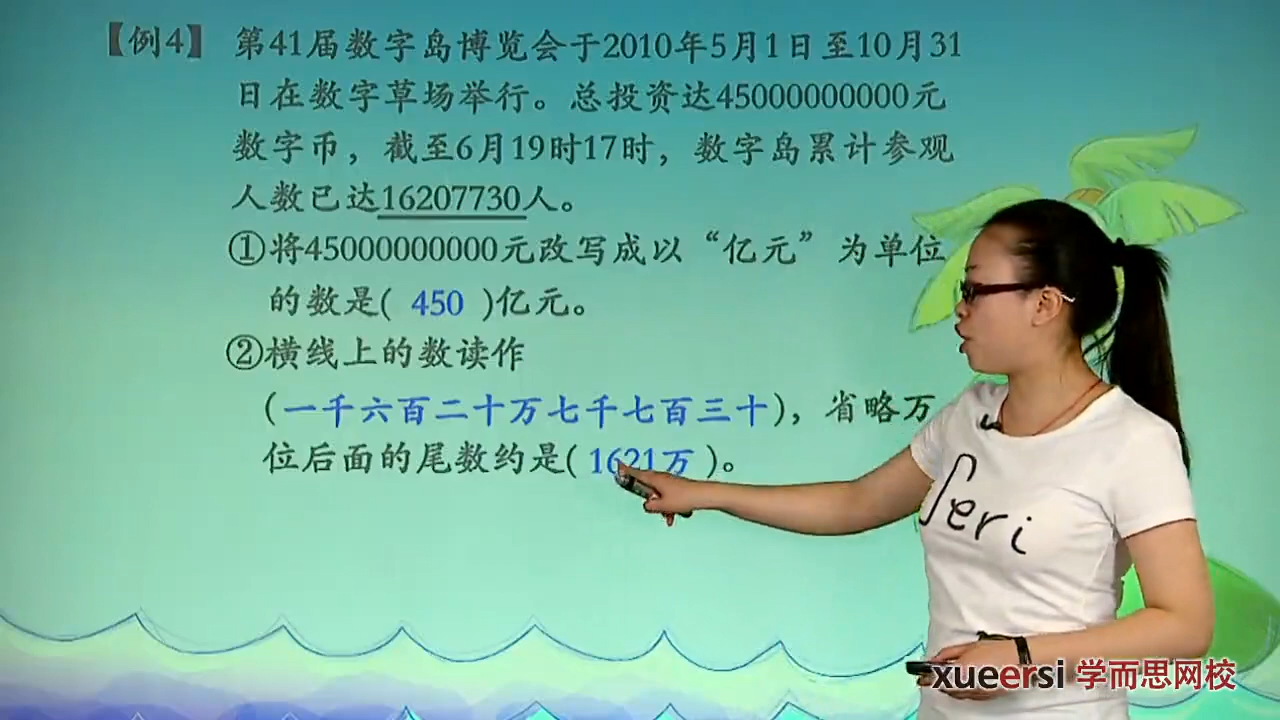 【例4】 第41届数字岛博览会于2010年5月1日至10月31
日在数字草场举行。总投资达45000000000元
数字币，截至6月19时17时，数字岛累计参观
人数已达16207730人。
①将45000000000元改写成以“亿元”为单位
的数是( 450 )亿元。
②横线上的数读作
(一千六百二十万七千七百三十)，省略万
位后面的尾数约是( 1621万 )。
Seri
xueersi 学而思网校